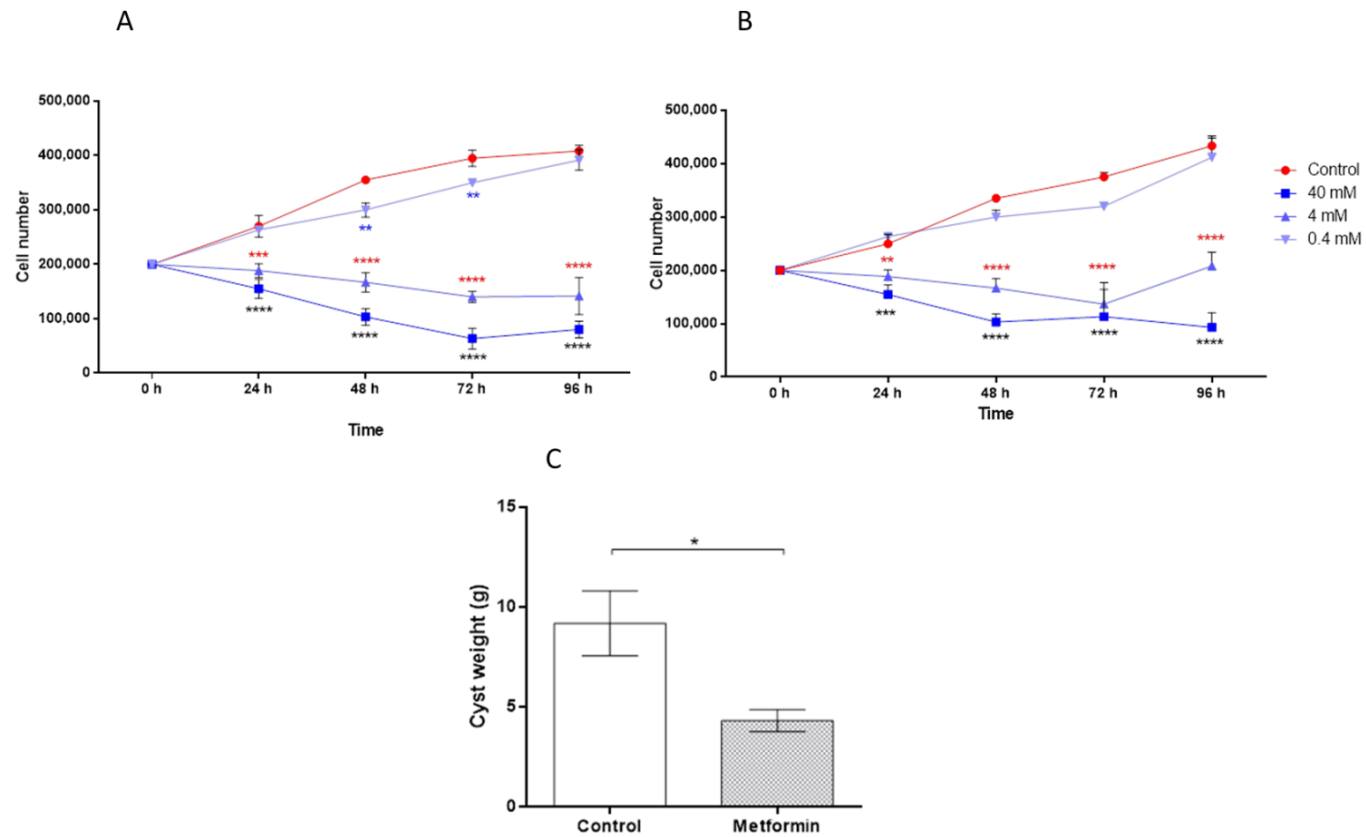 A
B
500,000
400,000
300,000
200,000
100,000
0
Cell number
**
**
***
****
****
****
****
****
****
****
0 h
24 h
48 h
72 h
96 h
Time
500,000
400,000
300,000
200,000
100,000
0
Cell number
**
****
****
****
***
****
****
****
0 h
24 h
48 h
72 h
96 h
Time
Control
40 mM
4 mM
0.4 mM
C
15
10
5
0
Cyst weight (g)
*
Control
Metformin